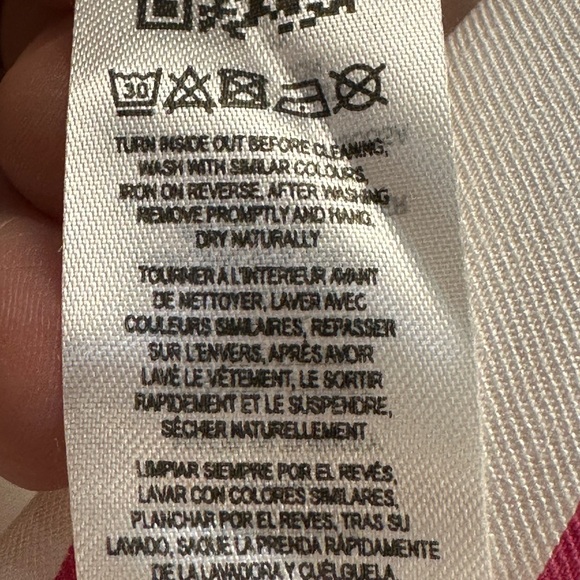 30
TURN INSIDE OUT BEFORE CLEANING,
WASH WITH SIMILAR COLOURS,
IRON ON REVERSE, AFTER WASHING
REMOVE PROMPTLY AND HANG,
DRY NATURALLY
TOURNER À L'INTERIEUR AVANT
DE NETTOYER, LAVER AVEC
COULEURS SIMILAIRES, REPASSER
SUR L'ENVERS, APRÈS AVOIR
LAVÉ LE VÊTEMENT, LE SORTIR
RAPIDEMENT ET LE SUSPENDRE,
SÉCHER NATURELLEMENT
LIMPIAR SIEMPRE POR EL REVÉS,
LAVAR CON COLORES SIMILARES,
PLANCHAR POR EL REVES, TRAS SU
LAVADO, SAQUE LA PRENDA RÁPIDAMENTE
DE LA LAVADORA Y CUÉLGUELA